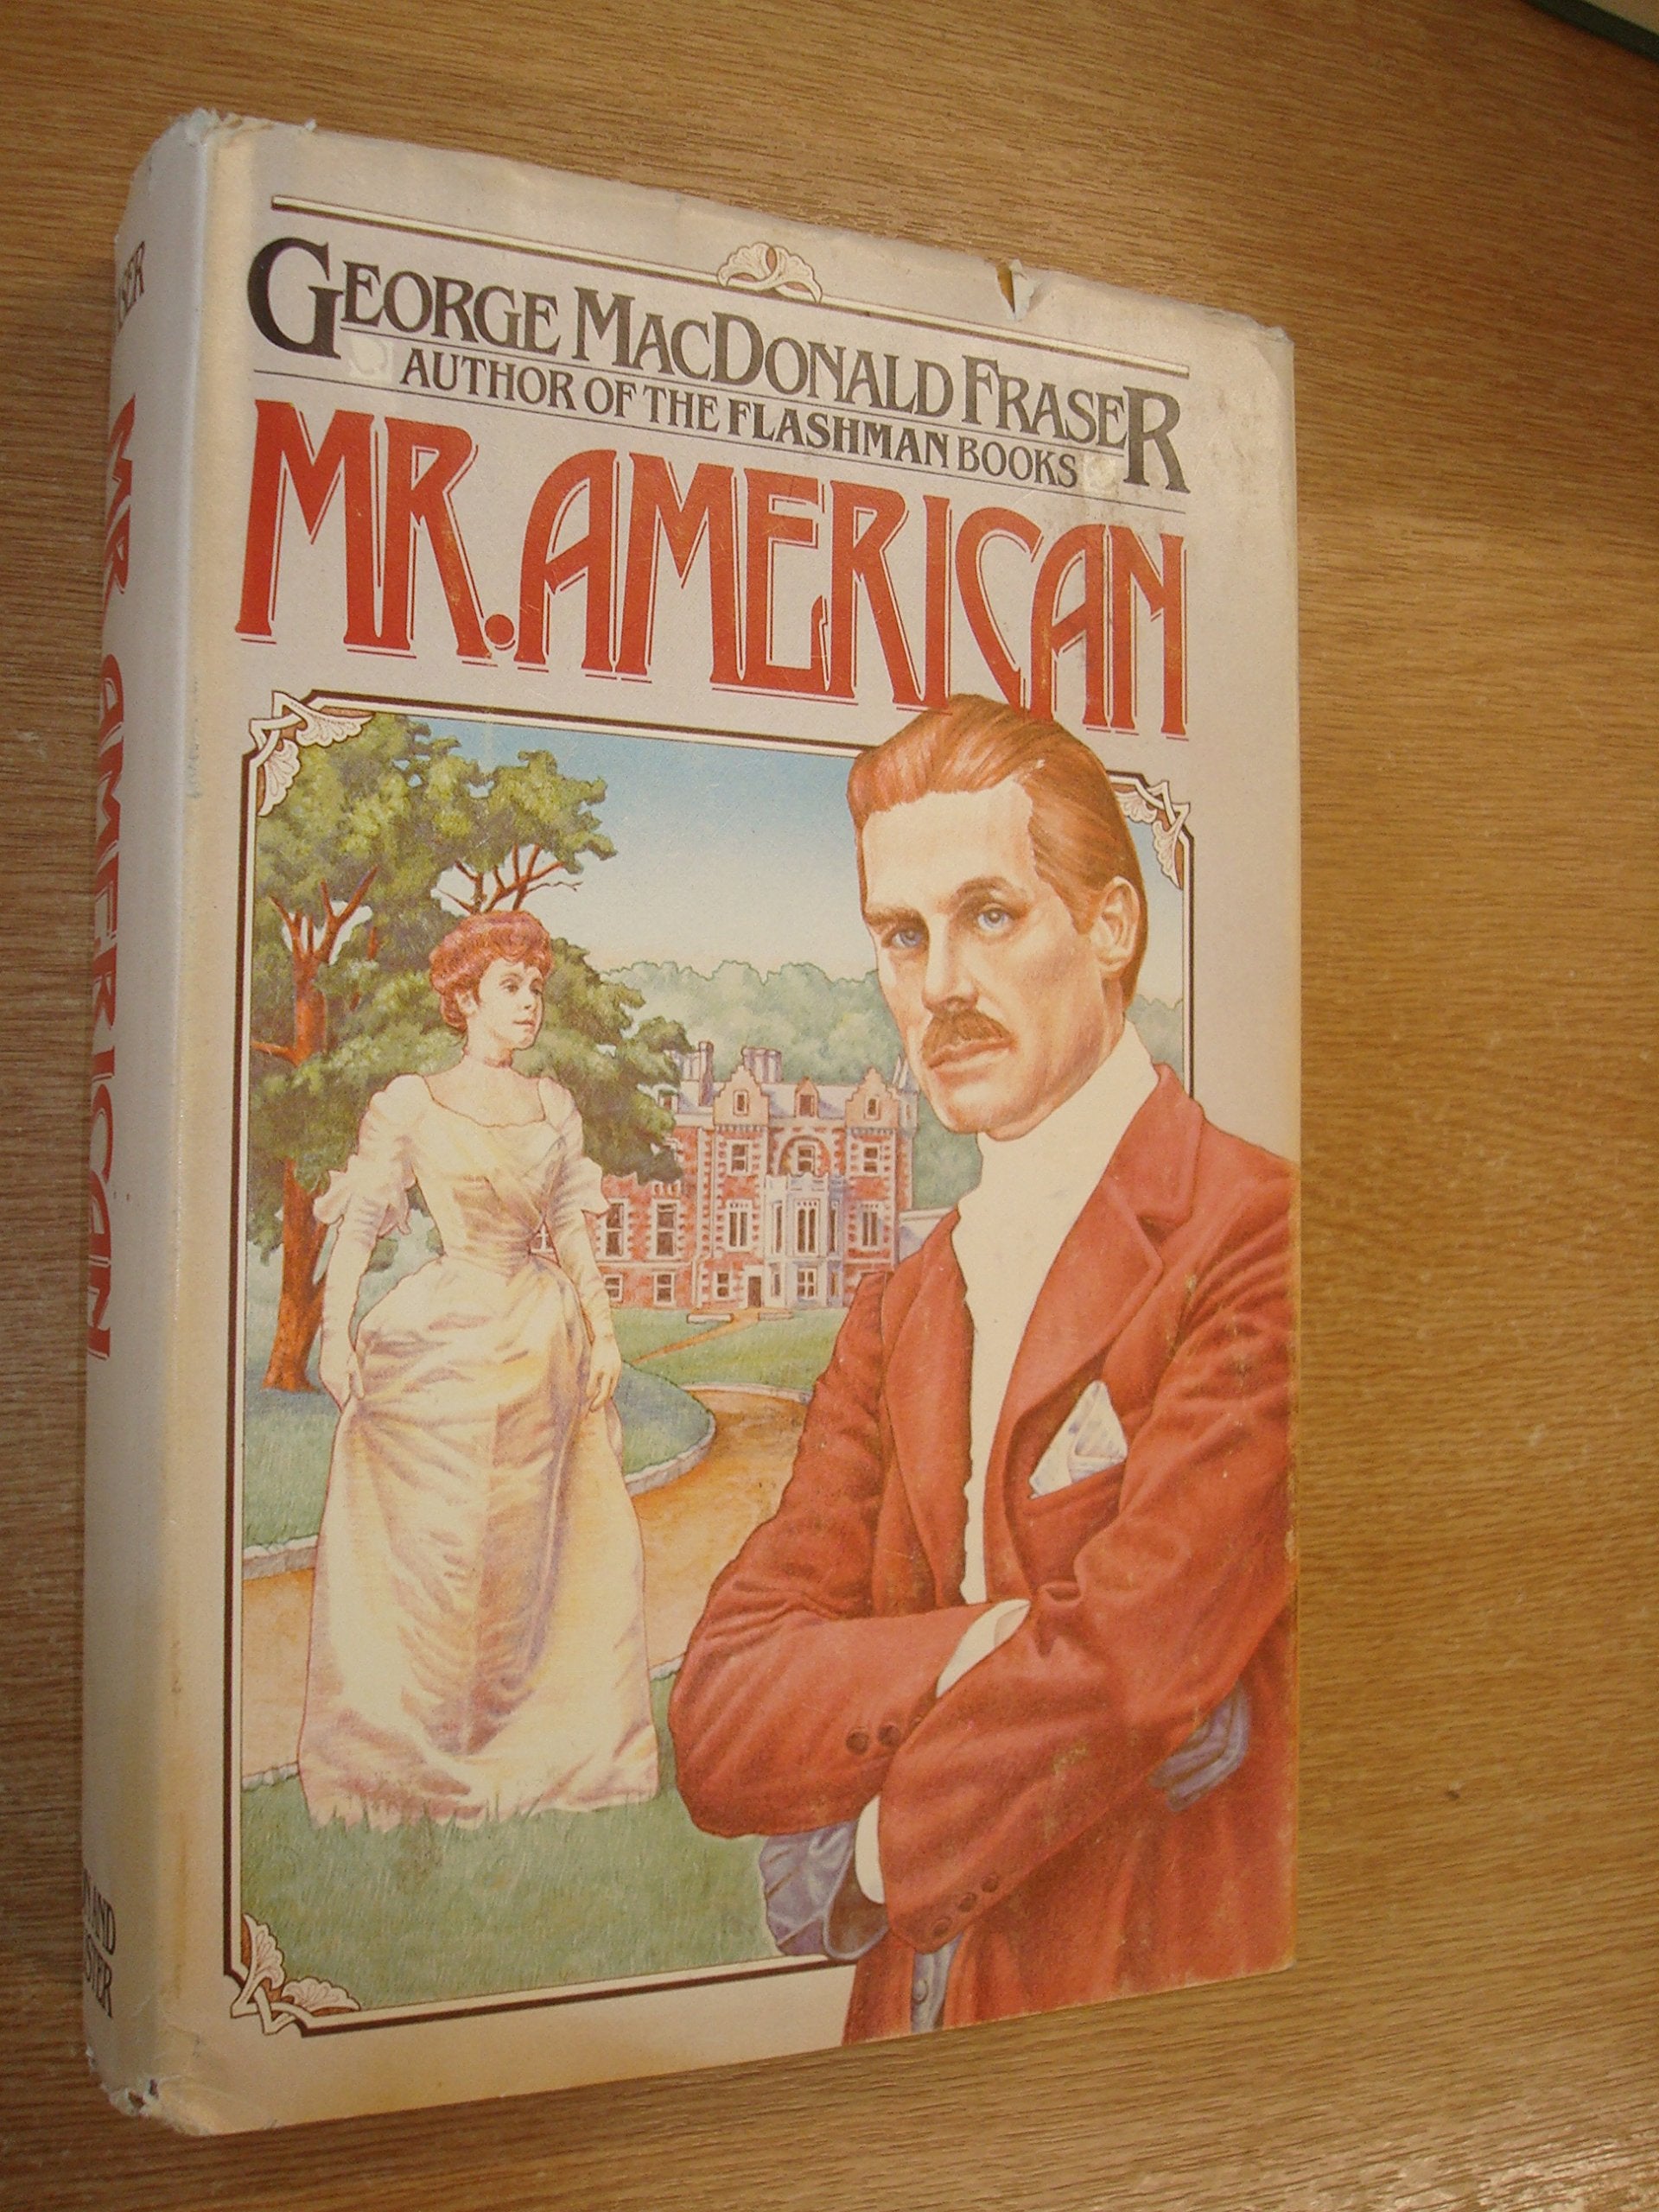 GEORGE MACDONALD FRASER
AUTHOR OF THE FLASHMAN BOOKS
MR. AMERICAN
MR. AMERICAN